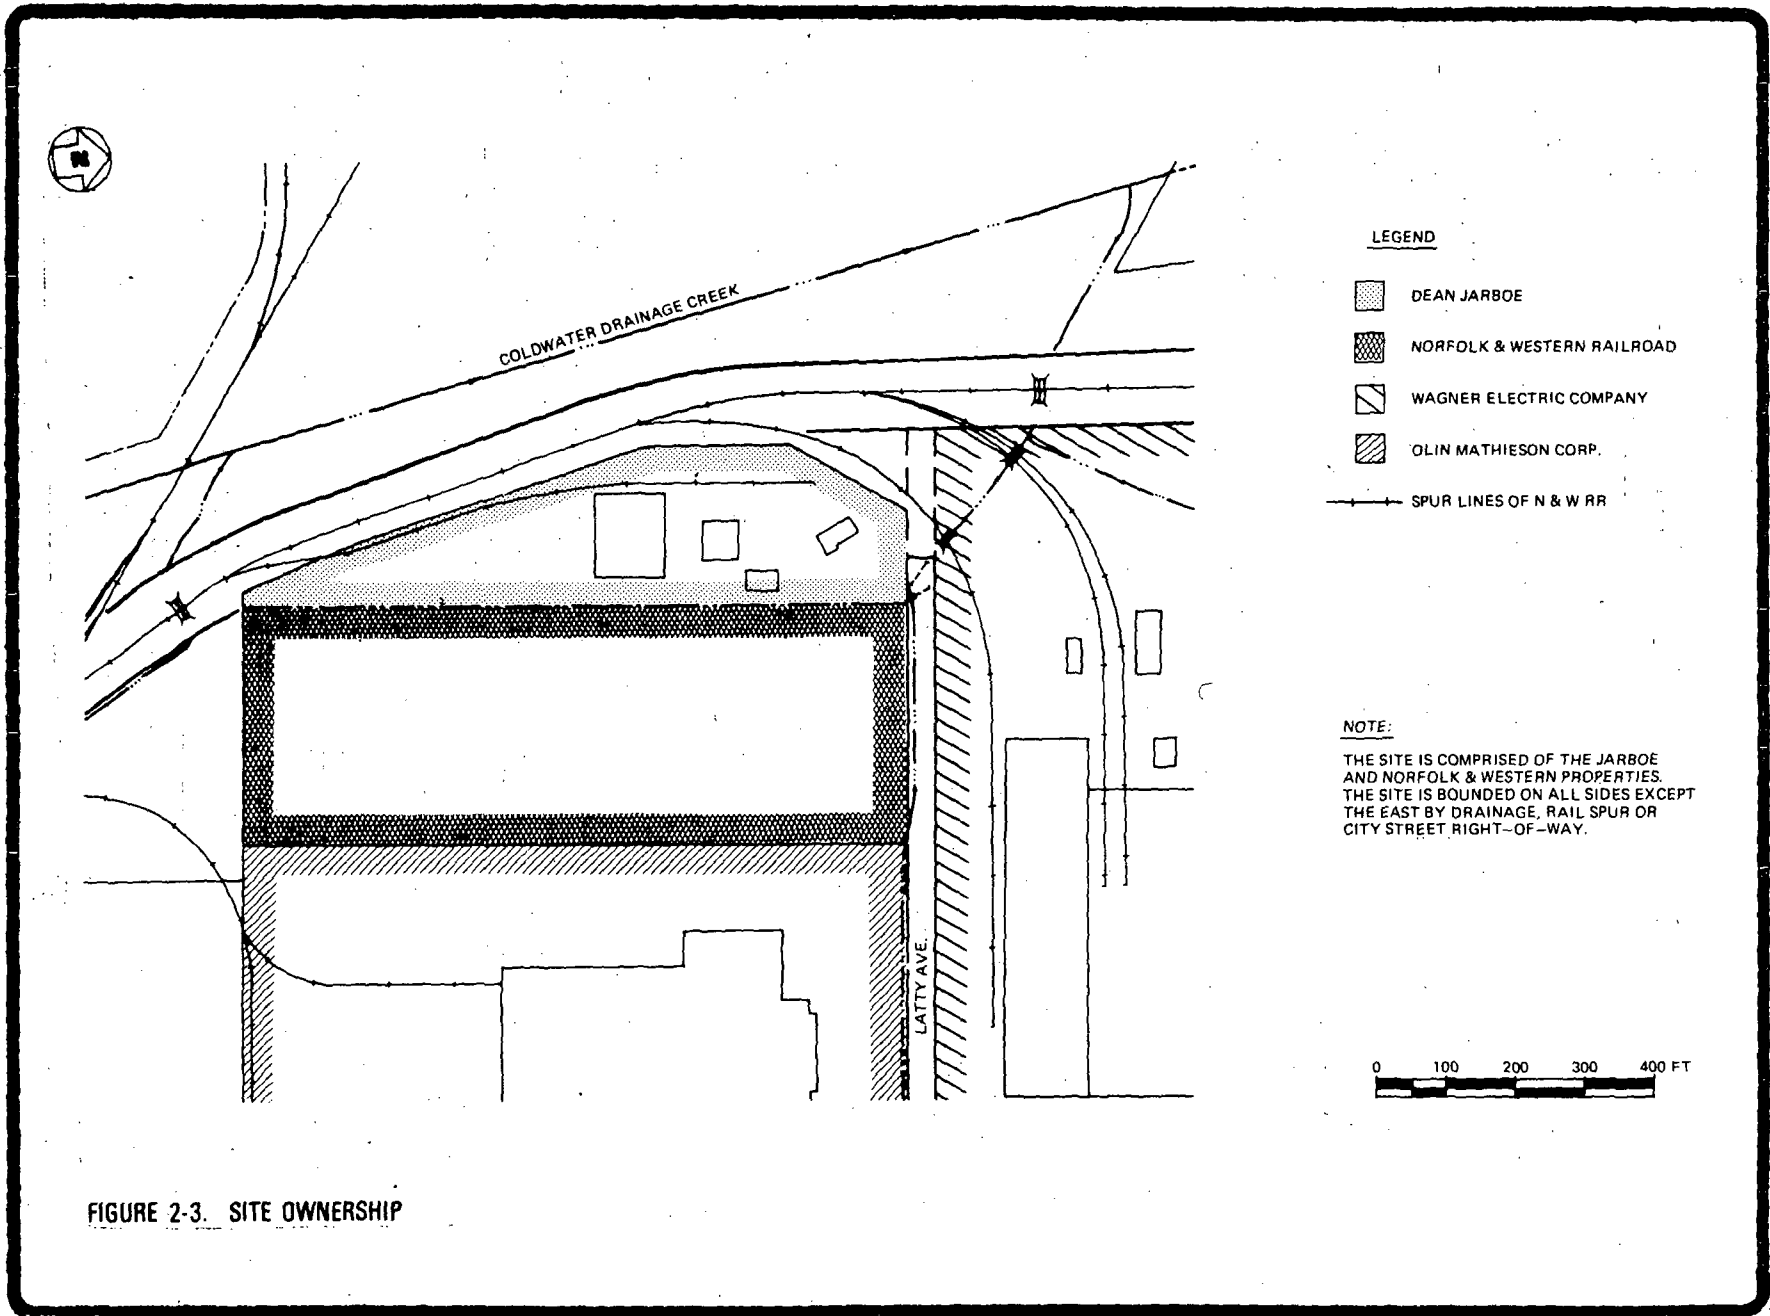 N
COLDWATER DRAINAGE CREEK
LATTY AVE.
LEGEND
DEAN JARBOE
NORFOLK & WESTERN RAILROAD
WAGNER ELECTRIC COMPANY
OLIN MATHIESON CORP.
SPUR LINES OF N & W RR
NOTE:
THE SITE IS COMPRISED OF THE JARBOE
AND NORFOLK & WESTERN PROPERTIES.
THE SITE IS BOUNDED ON ALL SIDES EXCEPT
THE EAST BY DRAINAGE, RAIL SPUR OR
CITY STREET RIGHT-OF-WAY.
0 100 200 300 400 FT
FIGURE 2-3. SITE OWNERSHIP